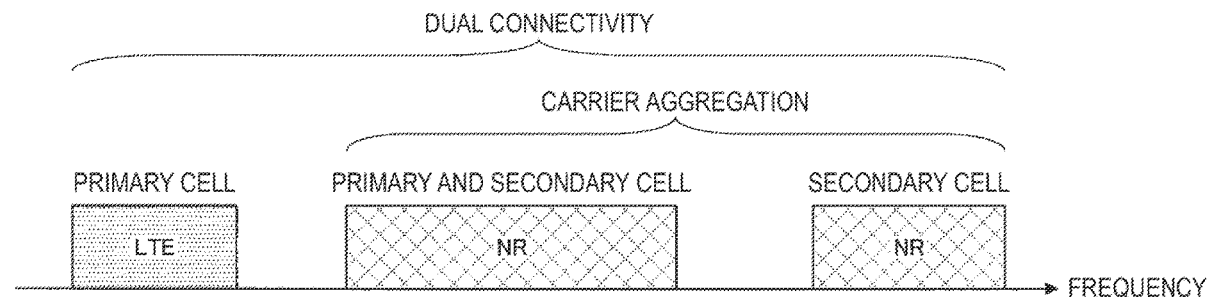 DUAL CONNECTIVITY
CARRIER AGGREGATION
PRIMARY CELL
PRIMARY AND SECONDARY CELL
SECONDARY CELL
LTE
NR
NR
FREQUENCY